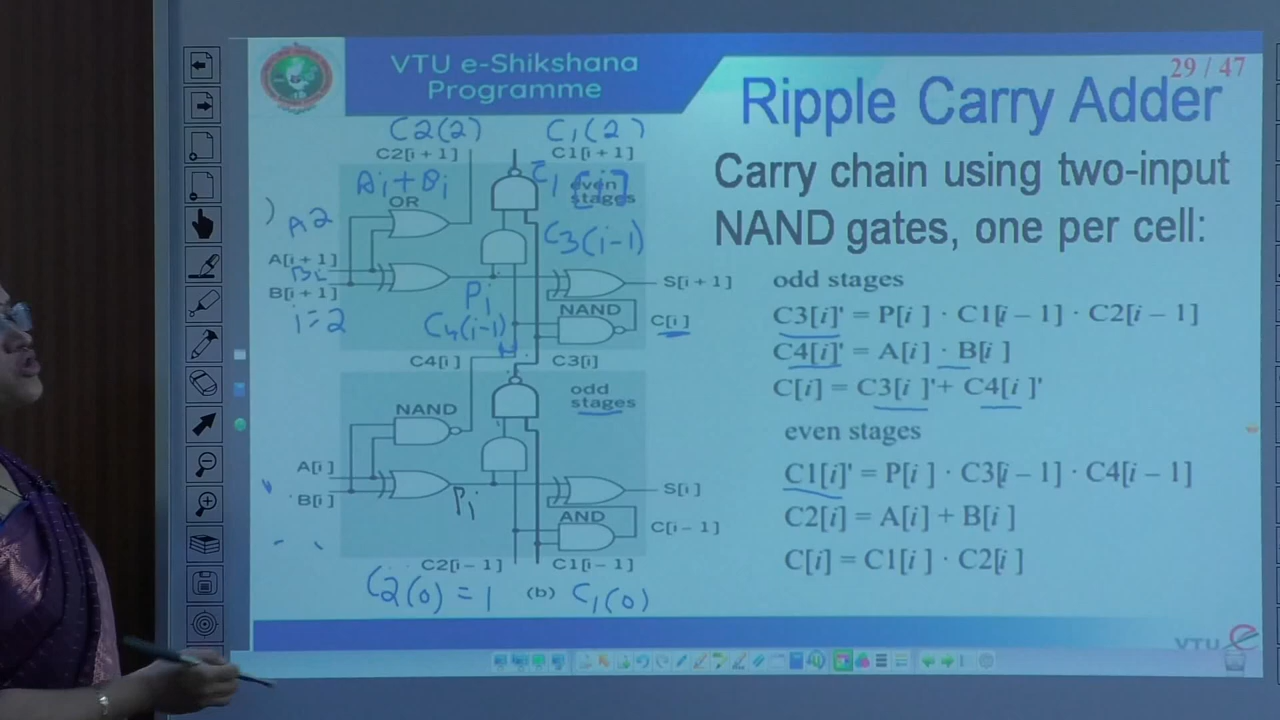 VTU e-Shikshana
Programme
29 / 47
Ripple Carry Adder
Carry chain using two-input
NAND gates, one per cell:
C2(2) C1(2)
C2[i + 1] C1[i + 1]
Ai + Bi
OR
C1 [i]
even
stages
) A2
C3(i-1)
A[i + 1]
Bi
B[i + 1]
i = 2
Pi
C4(i-1)
S[i + 1]
NAND
C[i]
C4[i] C3[i]
NAND
odd
stages
A[i]
B[i]
Pi
S[i]
AND
C[i – 1]
C2[i – 1] C1[i – 1]
C2(0) = 1 (b) C1(0)
odd stages
C3[i]' = P[i ] · C1[i – 1] · C2[i – 1]
C4[i]' = A[i] · B[i ]
C[i] = C3[i ]'+ C4[i ]'
even stages
C1[i]' = P[i ] · C3[i – 1] · C4[i – 1]
C2[i] = A[i] + B[i ]
C[i] = C1[i ] · C2[i ]
VTU e